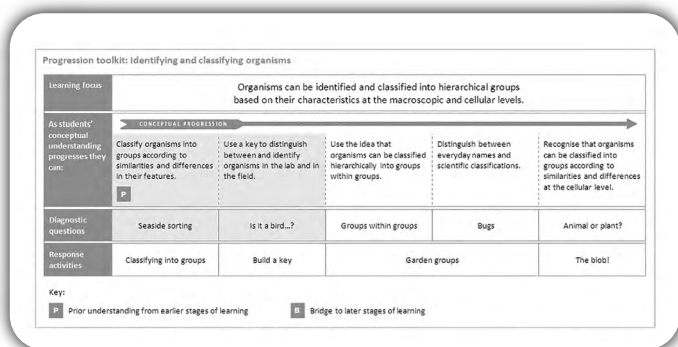 Progression toolkit: Identifying and classifying organisms
Learning focus
Organisms can be identified and classified into hierarchical groups
based on their characteristics at the macroscopic and cellular levels.
As students'
conceptual
understanding
progresses they
can:
CONCEPTUAL PROGRESSION
Classify organisms into
groups according to
similarities and differences
in their features.
P
Use a key to distinguish
between and identify
organisms in the lab and in
the field.
Use the idea that
organisms can be classified
hierarchically into groups
within groups.
Distinguish between
everyday names and
scientific classifications.
Recognise that organisms
can be classified into
groups according to
similarities and differences
at the cellular level.
Diagnostic
questions
Seaside sorting
Is it a bird...?
Groups within groups
Bugs
Animal or plant?
Response
activities
Classifying into groups
Build a key
Garden groups
The blob!
Key:
P Prior understanding from earlier stages of learning
B Bridge to later stages of learning